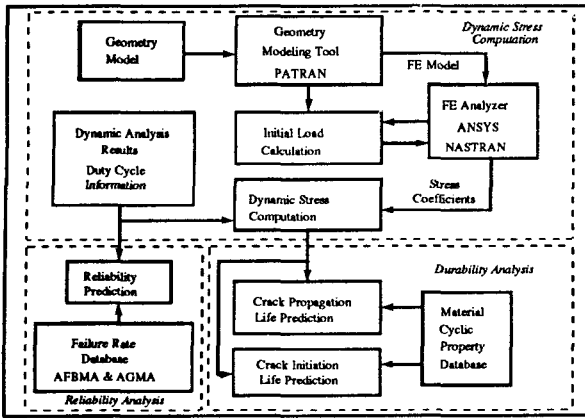 Dynamic Stress
Computation
Geometry
Model
Geometry
Modeling Tool
PATRAN
FE Model
FE Analyzer
ANSYS
NASTRAN
Initial Load
Calculation
Dynamic Analysis
Results
Duty Cycle
Information
Stress
Coefficients
Dynamic Stress
Computation
Reliability
Prediction
Failure Rate
Database
AFBMA & AGMA
Reliability Analysis
Durability Analysis
Crack Propagation
Life Prediction
Crack Initiation
Life Prediction
Material
Cyclic
Property
Database